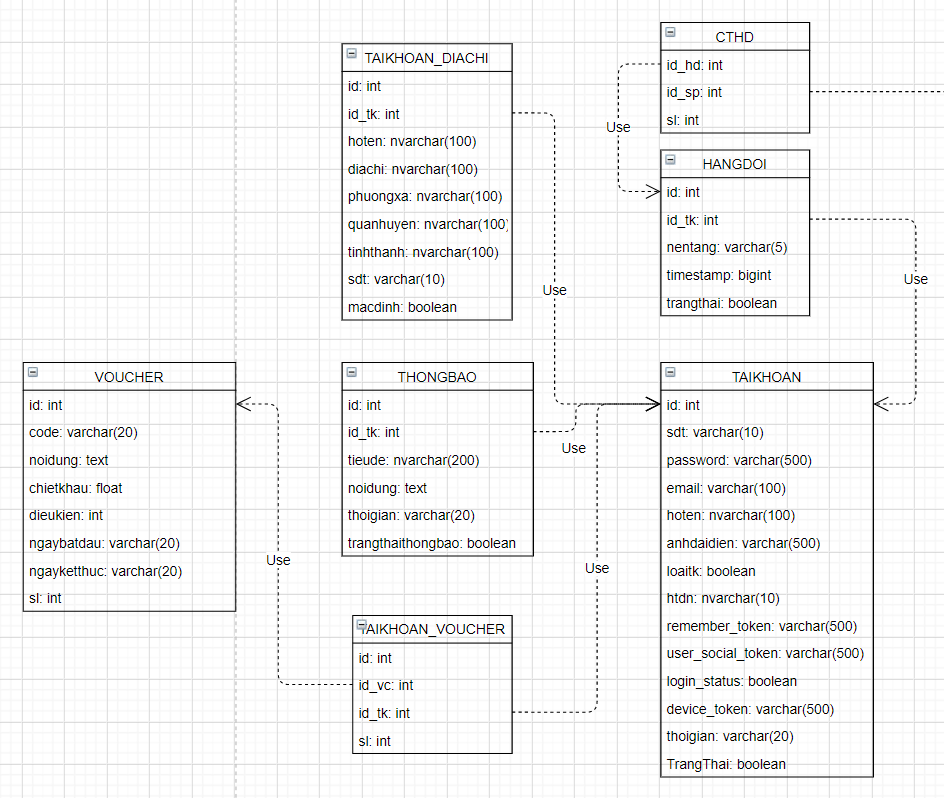 TAIKHOAN_DIACHI
id: int
id_tk: int
hoten: nvarchar(100)
diachi: nvarchar(100)
phuongxa: nvarchar(100)
quanhuyen: nvarchar(100)
tinhthanh: nvarchar(100)
sdt: varchar(10)
macdinh: boolean
CTHD
id_hd: int
id_sp: int
sl: int
Use
HANGDOI
id: int
id_tk: int
nentang: varchar(5)
timestamp: bigint
trangthai: boolean
Use
Use
VOUCHER
id: int
code: varchar(20)
noidung: text
chietkhau: float
dieukien: int
ngaybatdau: varchar(20)
ngayketthuc: varchar(20)
sl: int
THONGBAO
id: int
id_tk: int
tieude: nvarchar(200)
noidung: text
thoigian: varchar(20)
trangthaithongbao: boolean
Use
TAIKHOAN
id: int
sdt: varchar(10)
password: varchar(500)
email: varchar(100)
hoten: nvarchar(100)
anhdaidien: varchar(500)
loaitk: boolean
htdn: nvarchar(10)
remember_token: varchar(500)
user_social_token: varchar(500)
login_status: boolean
device_token: varchar(500)
thoigian: varchar(20)
TrangThai: boolean
Use
Use
TAIKHOAN_VOUCHER
id: int
id_vc: int
id_tk: int
sl: int